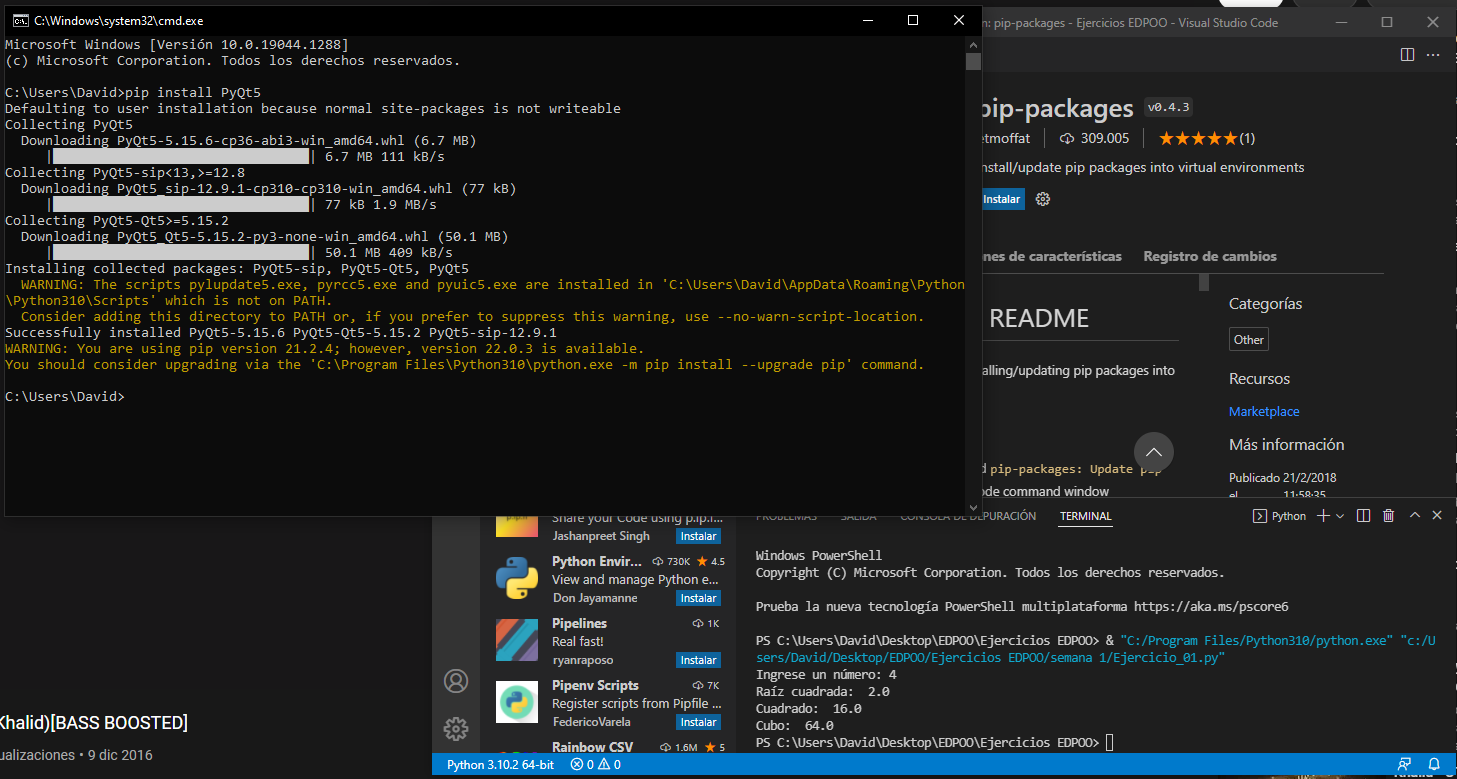 C:\Windows\system32\cmd.exe
Microsoft Windows [Versión 10.0.19044.1288]
(c) Microsoft Corporation. Todos los derechos reservados.
C:\Users\David>pip install PyQt5
Defaulting to user installation because normal site-packages is not writeable
Collecting PyQt5
Downloading PyQt5-5.15.6-cp36-abi3-win_amd64.whl (6.7 MB)
| | 6.7 MB 111 kB/s
Collecting PyQt5-sip<13,>=12.8
Downloading PyQt5_sip-12.9.1-cp310-cp310-win_amd64.whl (77 kB)
| | 77 kB 1.9 MB/s
Collecting PyQt5-Qt5>=5.15.2
Downloading PyQt5_Qt5-5.15.2-py3-none-win_amd64.whl (50.1 MB)
| | 50.1 MB 409 kB/s
Installing collected packages: PyQt5-sip, PyQt5-Qt5, PyQt5
WARNING: The scripts pylupdate5.exe, pyrcc5.exe and pyuic5.exe are installed in 'C:\Users\David\AppData\Roaming\Python
\Python310\Scripts' which is not on PATH.
Consider adding this directory to PATH or, if you prefer to suppress this warning, use --no-warn-script-location.
Successfully installed PyQt5-5.15.6 PyQt5-Qt5-5.15.2 PyQt5-sip-12.9.1
WARNING: You are using pip version 21.2.4; however, version 22.0.3 is available.
You should consider upgrading via the 'C:\Program Files\Python310\python.exe -m pip install --upgrade pip' command.
C:\Users\David>
n: pip-packages - Ejercicios EDPOO - Visual Studio Code
pip-packages v0.4.3
etmoffat 309.005 (1)
nstall/update pip packages into virtual environments
Instalar
nes de características Registro de cambios
README
alling/updating pip packages into
d pip-packages: Update pip
ode command window
Categorías
Other
Recursos
Marketplace
Más información
Publicado 21/2/2018
el 11:58:35
Share your Code using p.ip.f...
Jashanpreet Singh Instalar
Python Envir... 730K 4.5
View and manage Python e...
Don Jayamanne Instalar
Pipelines 1K
Real fast!
ryanraposo Instalar
Pipenv Scripts 7K
Register scripts from Pipfile ...
FedericoVarela Instalar
Rainbow CSV 1.6M 5
PROBLEMAS SALIDA CONSOLA DE DEPURACIÓN TERMINAL Python
Windows PowerShell
Copyright (C) Microsoft Corporation. Todos los derechos reservados.
Prueba la nueva tecnología PowerShell multiplataforma https://aka.ms/pscore6
PS C:\Users\David\Desktop\EDPOO\Ejercicios EDPOO> & "C:/Program Files/Python310/python.exe" "c:/U
sers/David/Desktop/EDPOO/Ejercicios EDPOO/semana 1/Ejercicio_01.py"
Ingrese un número: 4
Raíz cuadrada: 2.0
Cuadrado: 16.0
Cubo: 64.0
PS C:\Users\David\Desktop\EDPOO\Ejercicios EDPOO>
Khalid)[BASS BOOSTED]
ualizaciones • 9 dic 2016
Python 3.10.2 64-bit 0 0